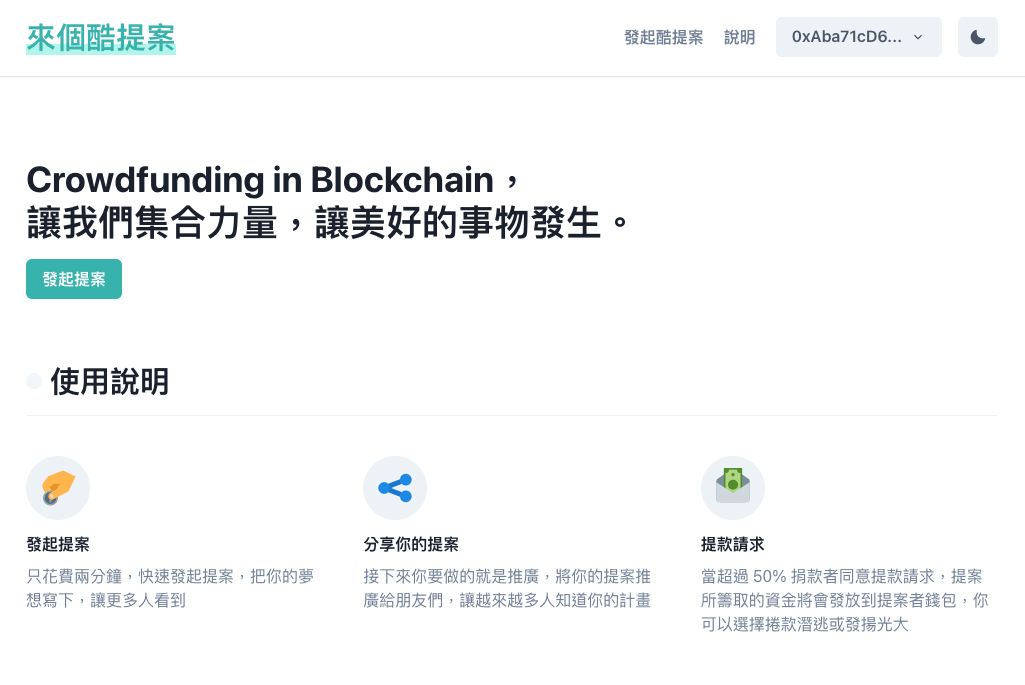 來個酷提案
發起酷提案 說明 0xAba71cD6...
Crowdfunding in Blockchain，
讓我們集合力量，讓美好的事物發生。
發起提案
使用說明
發起提案
只花費兩分鐘，快速發起提案，把你的夢
想寫下，讓更多人看到
分享你的提案
接下來你要做的就是推廣，將你的提案推
廣給朋友們，讓越來越多人知道你的計畫
提款請求
當超過 50% 捐款者同意提款請求，提案
所籌取的資金將會發放到提案者錢包，你
可以選擇捲款潛逃或發揚光大